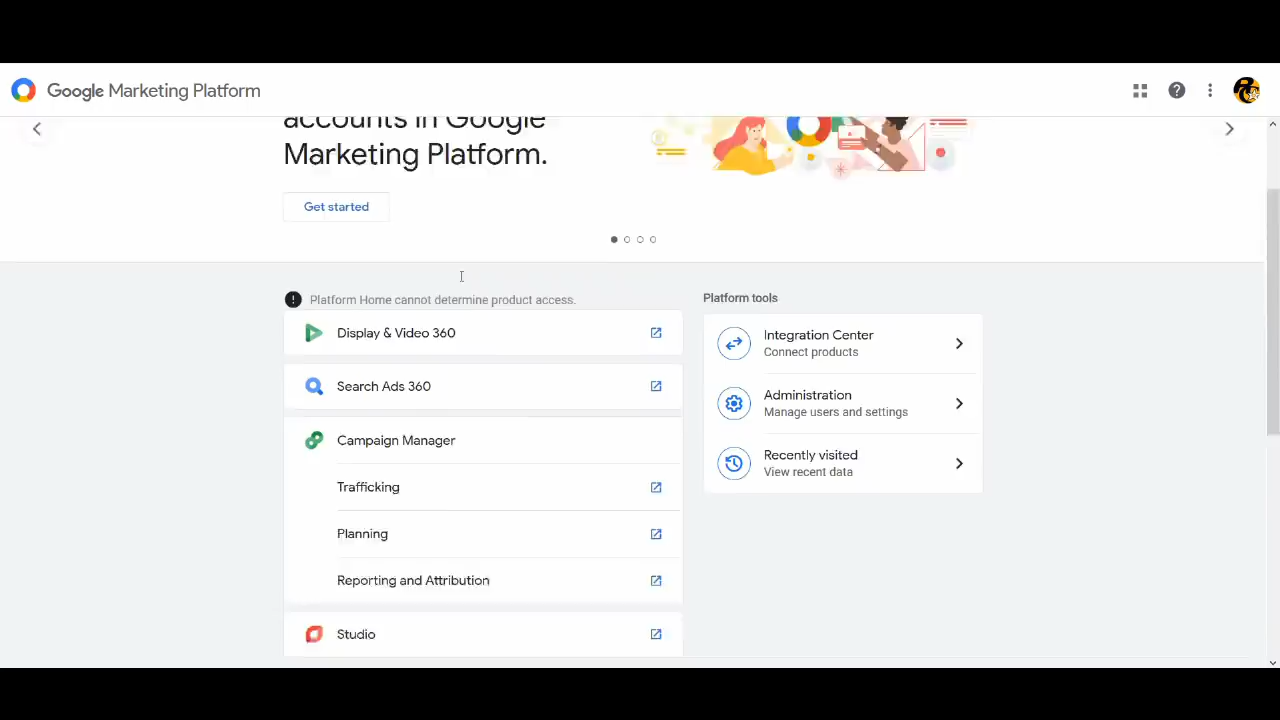 Google Marketing Platform
accounts in Google
Marketing Platform.
Get started
Platform Home cannot determine product access.
Display & Video 360
Search Ads 360
Campaign Manager
Trafficking
Planning
Reporting and Attribution
Studio
Platform tools
Integration Center
Connect products
Administration
Manage users and settings
Recently visited
View recent data